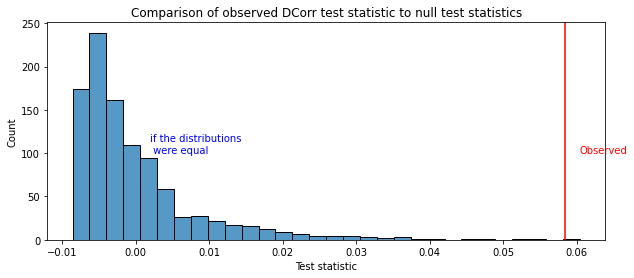 Comparison of observed DCorr test statistic to null test statistics
250
200
150
100
50
0
Count
if the distributions
were equal
Observed
−0.01
0.00
0.01
0.02
0.03
0.04
0.05
0.06
Test statistic